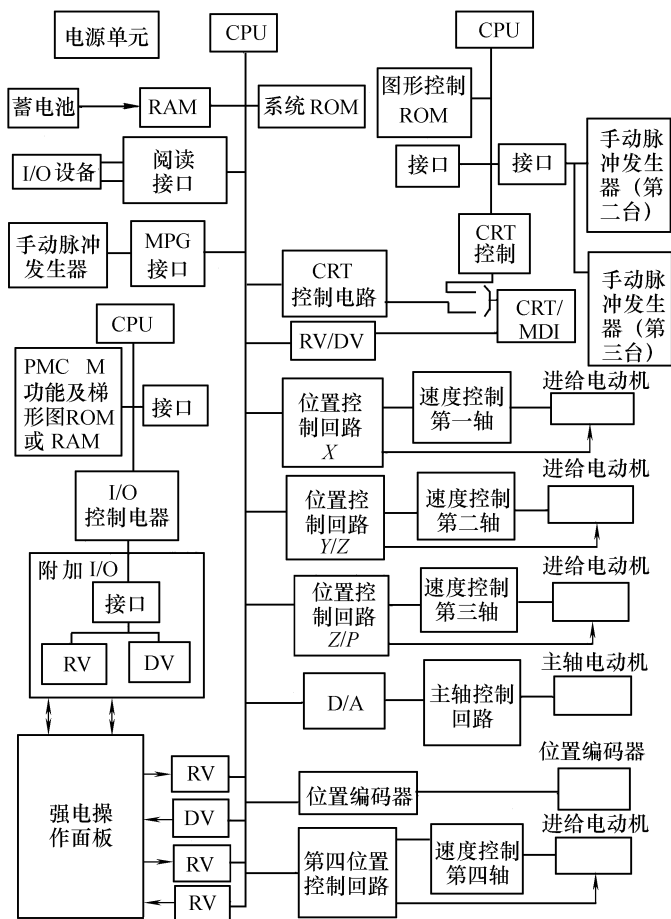 电源单元
CPU
CPU
蓄电池
RAM
系统 ROM
图形控制
ROM
I/O 设备
阅读
接口
接口
接口
手动脉
冲发生
器（第
二台）
手动脉冲
发生器
MPG
接口
CRT
控制
CRT
控制电路
CRT/
MDI
手动脉
冲发生
器（第
三台）
RV/DV
CPU
PMC M
功能及梯
形图ROM
或 RAM
接口
位置控
制回路
X
速度控制
第一轴
进给电动机
I/O
控制电器
位置控
制回路
Y/Z
速度控制
第二轴
进给电动机
附加 I/O
接口
RV
DV
位置控
制回路
Z/P
速度控制
第三轴
进给电动机
D/A
主轴控制
回路
主轴电动机
强电操
作面板
RV
DV
RV
RV
位置编码器
位置编码器
第四位置
控制回路
速度控制
第四轴
进给电动机